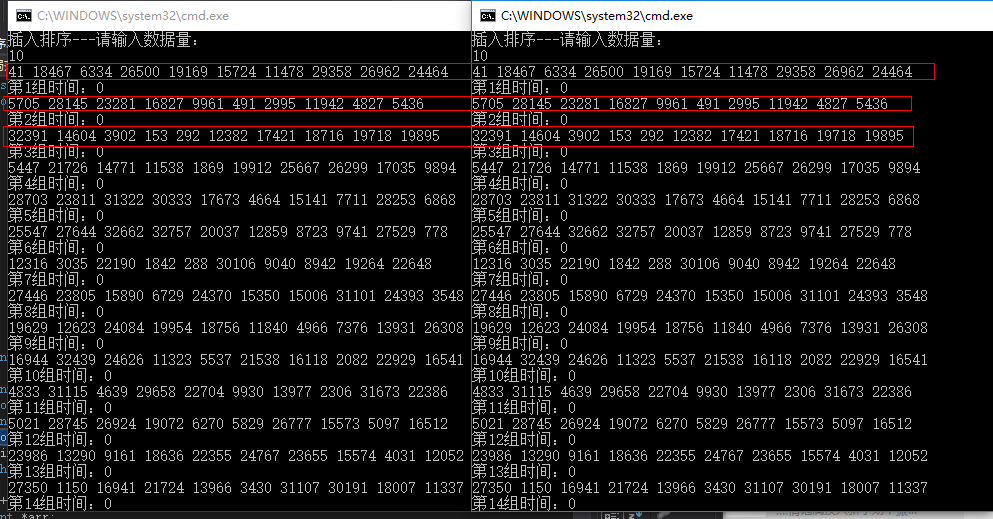 C:\WINDOWS\system32\cmd.exe
插入排序---请输入数据量:
10
41 18467 6334 26500 19169 15724 11478 29358 26962 24464
第1组时间:0
5705 28145 23281 16827 9961 491 2995 11942 4827 5436
第2组时间:0
32391 14604 3902 153 292 12382 17421 18716 19718 19895
第3组时间:0
5447 21726 14771 11538 1869 19912 25667 26299 17035 9894
第4组时间:0
28703 23811 31322 30333 17673 4664 15141 7711 28253 6868
第5组时间:0
25547 27644 32662 32757 20037 12859 8723 9741 27529 778
第6组时间:0
12316 3035 22190 1842 288 30106 9040 8942 19264 22648
第7组时间:0
27446 23805 15890 6729 24370 15350 15006 31101 24393 3548
第8组时间:0
19629 12623 24084 19954 18756 11840 4966 7376 13931 26308
第9组时间:0
16944 32439 24626 11323 5537 21538 16118 2082 22929 16541
第10组时间:0
4833 31115 4639 29658 22704 9930 13977 2306 31673 22386
第11组时间:0
5021 28745 26924 19072 6270 5829 26777 15573 5097 16512
第12组时间:0
23986 13290 9161 18636 22355 24767 23655 15574 4031 12052
第13组时间:0
27350 1150 16941 21724 13966 3430 31107 30191 18007 11337
第14组时间:0
C:\WINDOWS\system32\cmd.exe
插入排序---请输入数据量:
10
41 18467 6334 26500 19169 15724 11478 29358 26962 24464
第1组时间:0
5705 28145 23281 16827 9961 491 2995 11942 4827 5436
第2组时间:0
32391 14604 3902 153 292 12382 17421 18716 19718 19895
第3组时间:0
5447 21726 14771 11538 1869 19912 25667 26299 17035 9894
第4组时间:0
28703 23811 31322 30333 17673 4664 15141 7711 28253 6868
第5组时间:0
25547 27644 32662 32757 20037 12859 8723 9741 27529 778
第6组时间:0
12316 3035 22190 1842 288 30106 9040 8942 19264 22648
第7组时间:0
27446 23805 15890 6729 24370 15350 15006 31101 24393 3548
第8组时间:0
19629 12623 24084 19954 18756 11840 4966 7376 13931 26308
第9组时间:0
16944 32439 24626 11323 5537 21538 16118 2082 22929 16541
第10组时间:0
4833 31115 4639 29658 22704 9930 13977 2306 31673 22386
第11组时间:0
5021 28745 26924 19072 6270 5829 26777 15573 5097 16512
第12组时间:0
23986 13290 9161 18636 22355 24767 23655 15574 4031 12052
第13组时间:0
27350 1150 16941 21724 13966 3430 31107 30191 18007 11337
第14组时间:0